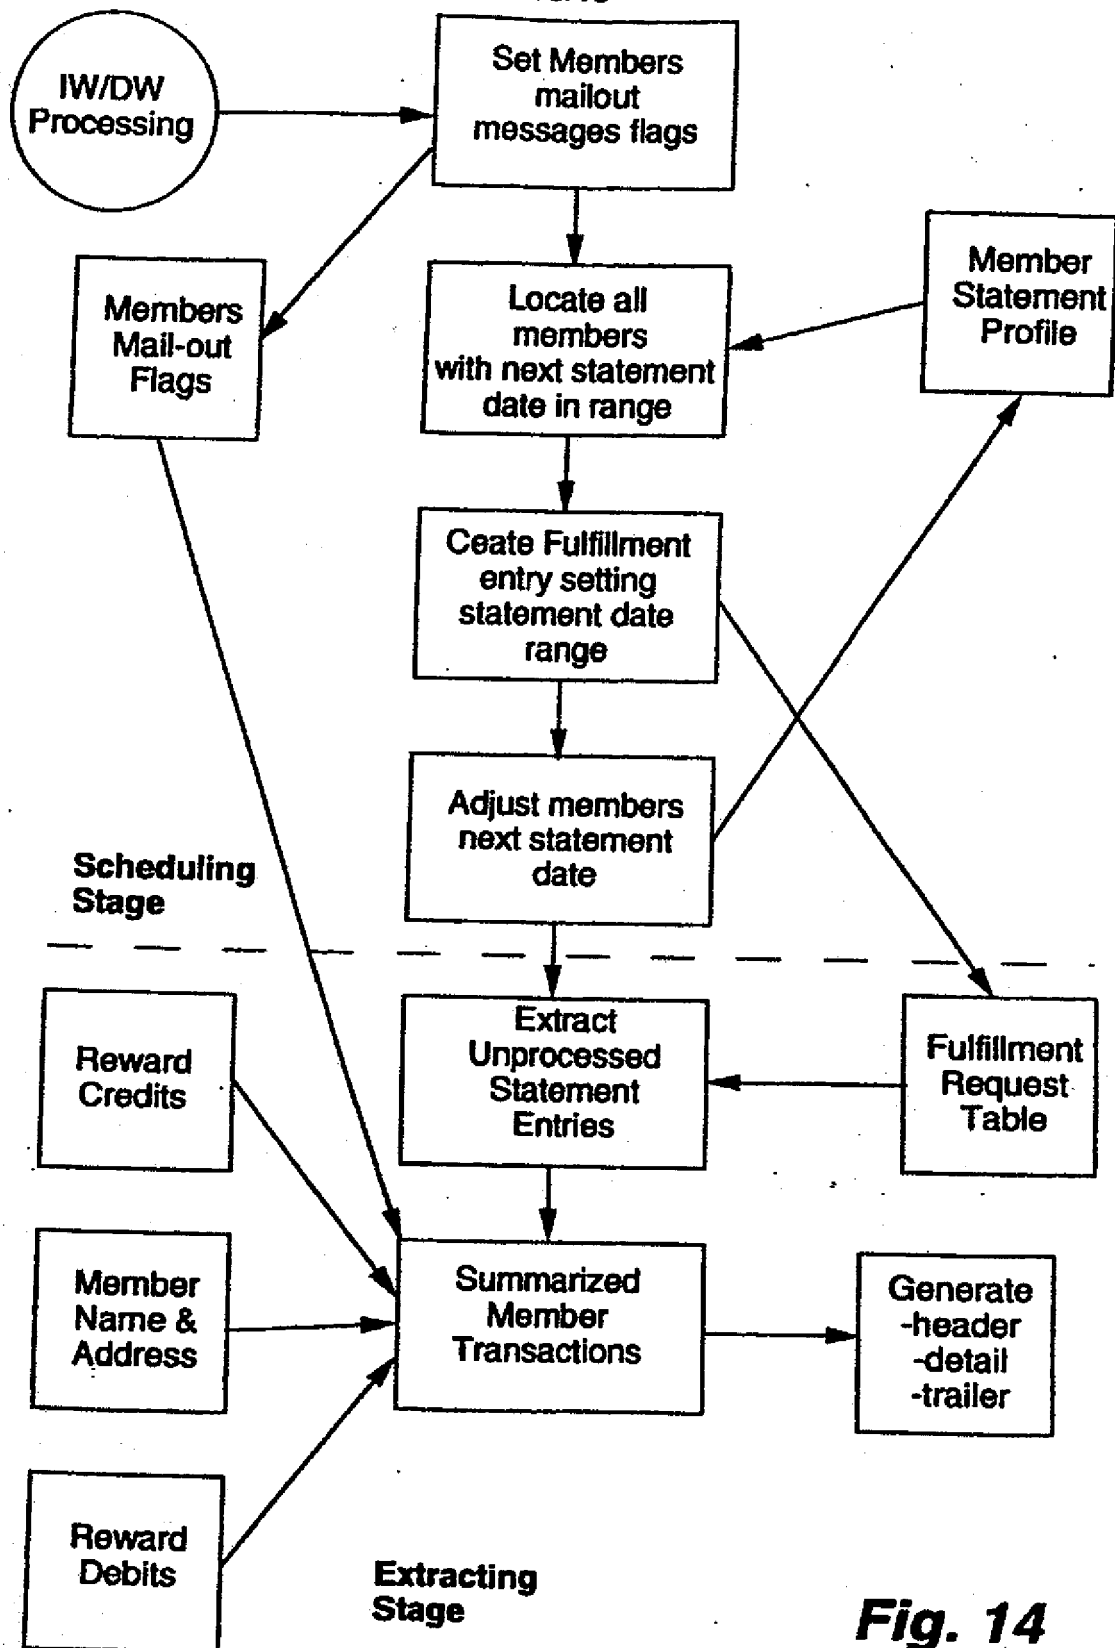 IW/DW
Processing
Set Members
mailout
messages flags
Members
Mail-out
Flags
Locate all
members
with next statement
date in range
Member
Statement
Profile
Ceate Fulfillment
entry setting
statement date
range
Adjust members
next statement
date
Scheduling
Stage
Reward
Credits
Extract
Unprocessed
Statement
Entries
Fulfillment
Request
Table
Member
Name &
Address
Summarized
Member
Transactions
Generate
-header
-detail
-trailer
Reward
Debits
Extracting
Stage
Fig. 14